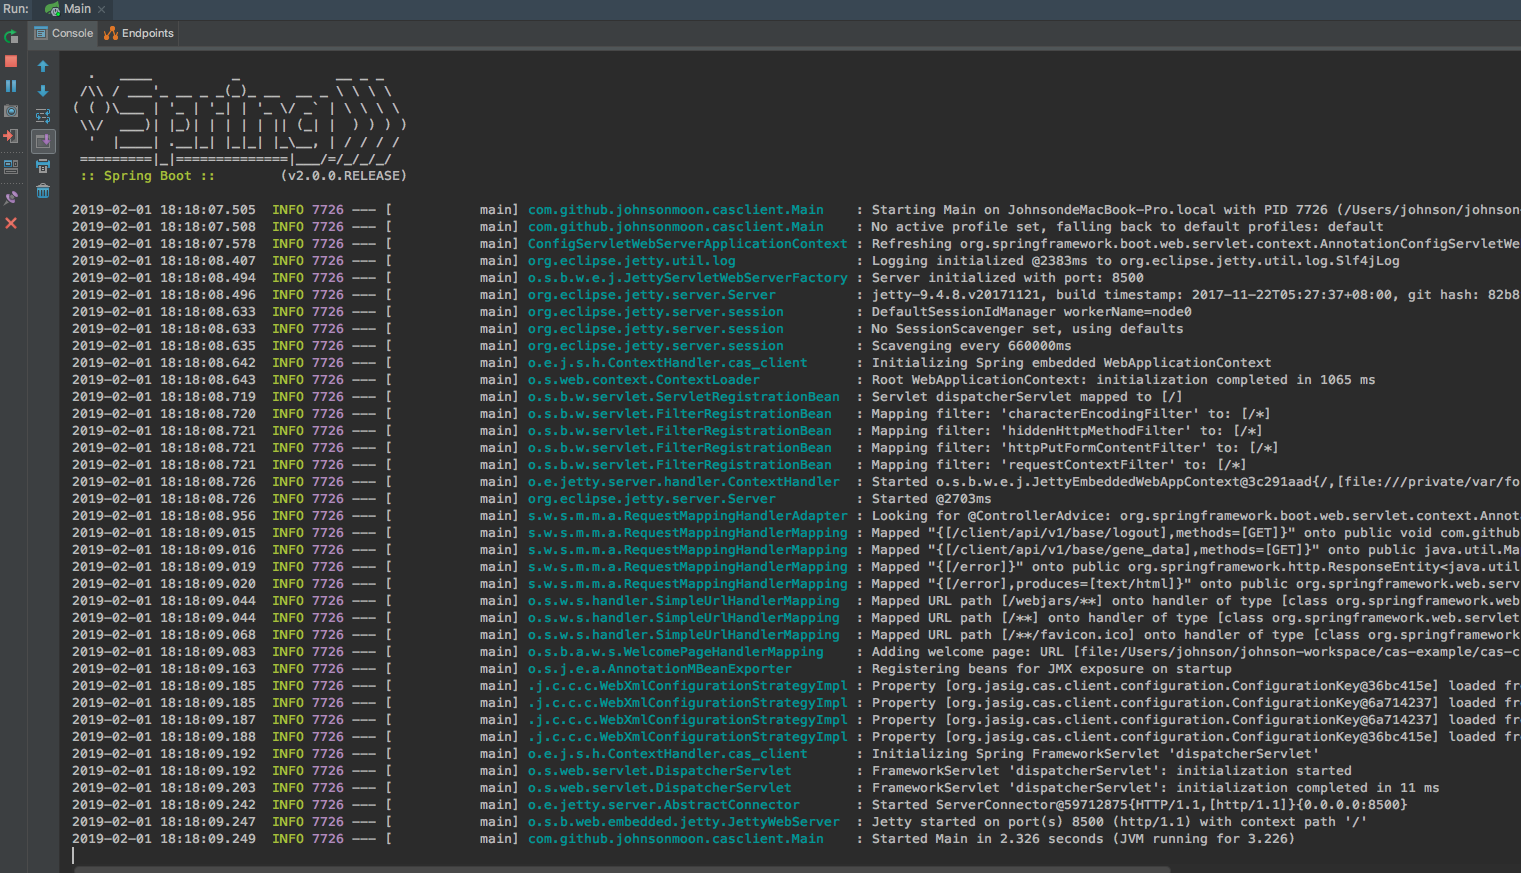 Run: Main ×
Console Endpoints
  .   ____          _            __ _ _
 /\\ / ___'_ __ _ _(_)_ __  __ _ \ \ \ \
( ( )\___ | '_ | '_| | '_ \/ _` | \ \ \ \
 \\/  ___)| |_)| | | | | || (_| |  ) ) ) )
  '  |____| .__|_| |_|_| |_\__, | / / / /
 =========|_|==============|___/=/_/_/_/
 :: Spring Boot ::        (v2.0.0.RELEASE)
2019-02-01 18:18:07.505  INFO 7726 --- [           main] com.github.johnsonmoon.casclient.Main    : Starting Main on JohnsondeMacBook-Pro.local with PID 7726 (/Users/johnson/johnson-
2019-02-01 18:18:07.508  INFO 7726 --- [           main] com.github.johnsonmoon.casclient.Main    : No active profile set, falling back to default profiles: default
2019-02-01 18:18:07.578  INFO 7726 --- [           main] ConfigServletWebServerApplicationContext : Refreshing org.springframework.boot.web.servlet.context.AnnotationConfigServletWe
2019-02-01 18:18:08.407  INFO 7726 --- [           main] org.eclipse.jetty.util.log               : Logging initialized @2383ms to org.eclipse.jetty.util.log.Slf4jLog
2019-02-01 18:18:08.494  INFO 7726 --- [           main] o.s.b.w.e.j.JettyServletWebServerFactory : Server initialized with port: 8500
2019-02-01 18:18:08.496  INFO 7726 --- [           main] org.eclipse.jetty.server.Server          : jetty-9.4.8.v20171121, build timestamp: 2017-11-22T05:27:37+08:00, git hash: 82b8
2019-02-01 18:18:08.633  INFO 7726 --- [           main] org.eclipse.jetty.server.session         : DefaultSessionIdManager workerName=node0
2019-02-01 18:18:08.633  INFO 7726 --- [           main] org.eclipse.jetty.server.session         : No SessionScavenger set, using defaults
2019-02-01 18:18:08.635  INFO 7726 --- [           main] org.eclipse.jetty.server.session         : Scavenging every 660000ms
2019-02-01 18:18:08.642  INFO 7726 --- [           main] o.e.j.s.h.ContextHandler.cas_client      : Initializing Spring embedded WebApplicationContext
2019-02-01 18:18:08.643  INFO 7726 --- [           main] o.s.web.context.ContextLoader            : Root WebApplicationContext: initialization completed in 1065 ms
2019-02-01 18:18:08.719  INFO 7726 --- [           main] o.s.b.w.servlet.ServletRegistrationBean  : Servlet dispatcherServlet mapped to [/]
2019-02-01 18:18:08.720  INFO 7726 --- [           main] o.s.b.w.servlet.FilterRegistrationBean   : Mapping filter: 'characterEncodingFilter' to: [/*]
2019-02-01 18:18:08.721  INFO 7726 --- [           main] o.s.b.w.servlet.FilterRegistrationBean   : Mapping filter: 'hiddenHttpMethodFilter' to: [/*]
2019-02-01 18:18:08.721  INFO 7726 --- [           main] o.s.b.w.servlet.FilterRegistrationBean   : Mapping filter: 'httpPutFormContentFilter' to: [/*]
2019-02-01 18:18:08.721  INFO 7726 --- [           main] o.s.b.w.servlet.FilterRegistrationBean   : Mapping filter: 'requestContextFilter' to: [/*]
2019-02-01 18:18:08.726  INFO 7726 --- [           main] o.e.jetty.server.handler.ContextHandler  : Started o.s.b.w.e.j.JettyEmbeddedWebAppContext@3c291aad{/,[file:///private/var/fo
2019-02-01 18:18:08.726  INFO 7726 --- [           main] org.eclipse.jetty.server.Server          : Started @2703ms
2019-02-01 18:18:08.956  INFO 7726 --- [           main] s.w.s.m.m.a.RequestMappingHandlerAdapter : Looking for @ControllerAdvice: org.springframework.boot.web.servlet.context.Annota
2019-02-01 18:18:09.015  INFO 7726 --- [           main] s.w.s.m.m.a.RequestMappingHandlerMapping : Mapped "{[/client/api/v1/base/logout],methods=[GET]}" onto public void com.github
2019-02-01 18:18:09.016  INFO 7726 --- [           main] s.w.s.m.m.a.RequestMappingHandlerMapping : Mapped "{[/client/api/v1/base/gene_data],methods=[GET]}" onto public java.util.Ma
2019-02-01 18:18:09.019  INFO 7726 --- [           main] s.w.s.m.m.a.RequestMappingHandlerMapping : Mapped "{[/error]}" onto public org.springframework.http.ResponseEntity<java.util
2019-02-01 18:18:09.020  INFO 7726 --- [           main] s.w.s.m.m.a.RequestMappingHandlerMapping : Mapped "{[/error],produces=[text/html]}" onto public org.springframework.web.serv
2019-02-01 18:18:09.044  INFO 7726 --- [           main] o.s.w.s.handler.SimpleUrlHandlerMapping  : Mapped URL path [/webjars/**] onto handler of type [class org.springframework.web
2019-02-01 18:18:09.044  INFO 7726 --- [           main] o.s.w.s.handler.SimpleUrlHandlerMapping  : Mapped URL path [/**] onto handler of type [class org.springframework.web.servlet
2019-02-01 18:18:09.068  INFO 7726 --- [           main] o.s.w.s.handler.SimpleUrlHandlerMapping  : Mapped URL path [/**/favicon.ico] onto handler of type [class org.springframework
2019-02-01 18:18:09.083  INFO 7726 --- [           main] o.s.b.a.w.s.WelcomePageHandlerMapping    : Adding welcome page: URL [file:/Users/johnson/johnson-workspace/cas-example/cas-c
2019-02-01 18:18:09.163  INFO 7726 --- [           main] o.s.j.e.a.AnnotationMBeanExporter        : Registering beans for JMX exposure on startup
2019-02-01 18:18:09.185  INFO 7726 --- [           main] .j.c.c.c.WebXmlConfigurationStrategyImpl : Property [org.jasig.cas.client.configuration.ConfigurationKey@36bc415e] loaded fr
2019-02-01 18:18:09.185  INFO 7726 --- [           main] .j.c.c.c.WebXmlConfigurationStrategyImpl : Property [org.jasig.cas.client.configuration.ConfigurationKey@6a714237] loaded fr
2019-02-01 18:18:09.187  INFO 7726 --- [           main] .j.c.c.c.WebXmlConfigurationStrategyImpl : Property [org.jasig.cas.client.configuration.ConfigurationKey@6a714237] loaded fr
2019-02-01 18:18:09.188  INFO 7726 --- [           main] .j.c.c.c.WebXmlConfigurationStrategyImpl : Property [org.jasig.cas.client.configuration.ConfigurationKey@36bc415e] loaded fr
2019-02-01 18:18:09.192  INFO 7726 --- [           main] o.e.j.s.h.ContextHandler.cas_client      : Initializing Spring FrameworkServlet 'dispatcherServlet'
2019-02-01 18:18:09.192  INFO 7726 --- [           main] o.s.web.servlet.DispatcherServlet        : FrameworkServlet 'dispatcherServlet': initialization started
2019-02-01 18:18:09.203  INFO 7726 --- [           main] o.s.web.servlet.DispatcherServlet        : FrameworkServlet 'dispatcherServlet': initialization completed in 11 ms
2019-02-01 18:18:09.242  INFO 7726 --- [           main] o.e.jetty.server.AbstractConnector       : Started ServerConnector@59712875{HTTP/1.1,[http/1.1]}{0.0.0.0:8500}
2019-02-01 18:18:09.247  INFO 7726 --- [           main] o.s.b.web.embedded.jetty.JettyWebServer  : Jetty started on port(s) 8500 (http/1.1) with context path '/'
2019-02-01 18:18:09.249  INFO 7726 --- [           main] com.github.johnsonmoon.casclient.Main    : Started Main in 2.326 seconds (JVM running for 3.226)